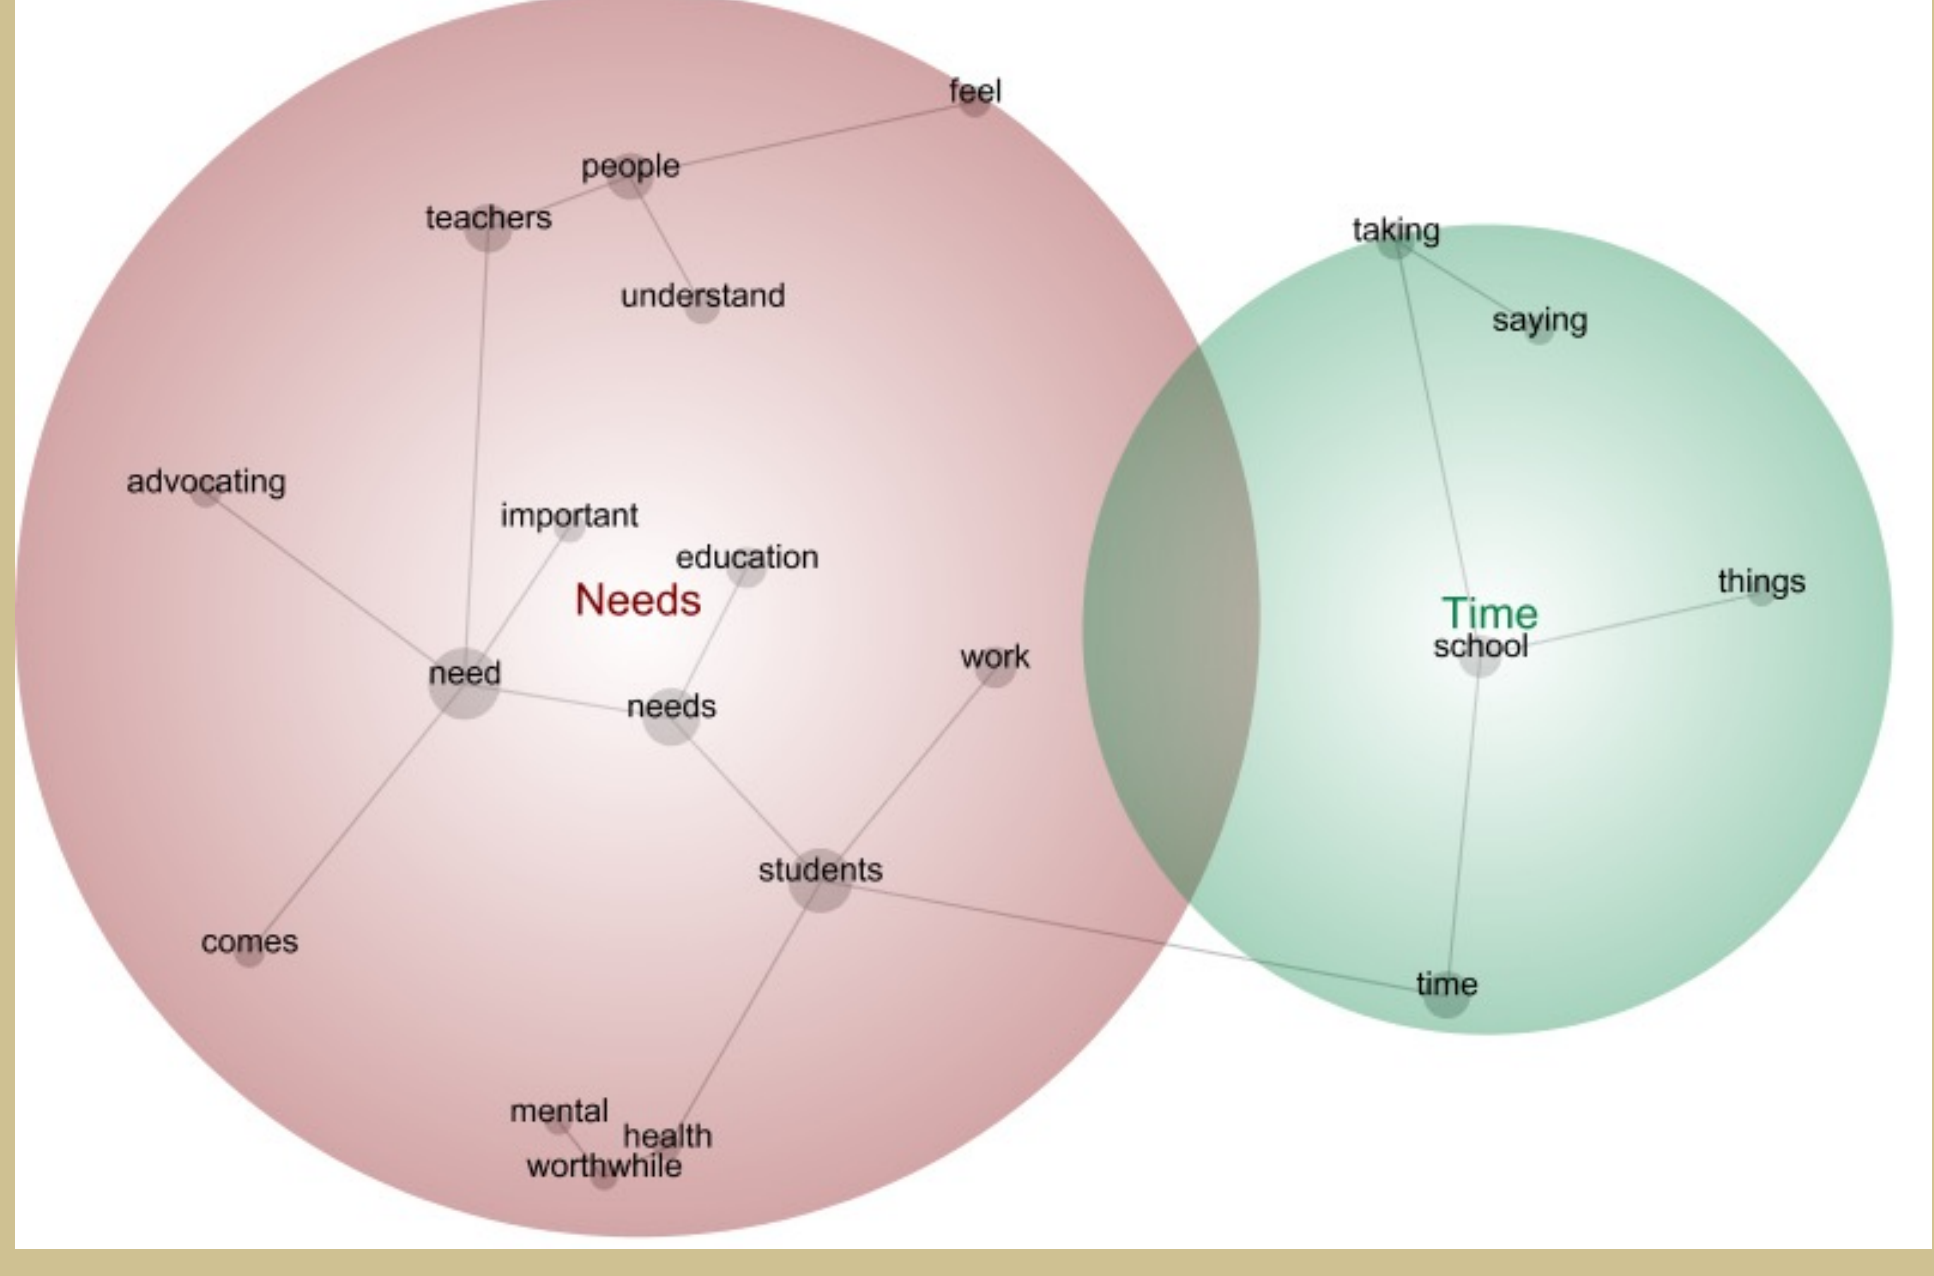 feel
people
teachers
understand
taking
saying
advocating
important
education
Needs
things
Time
school
work
need
needs
students
comes
time
mental
health
worthwhile